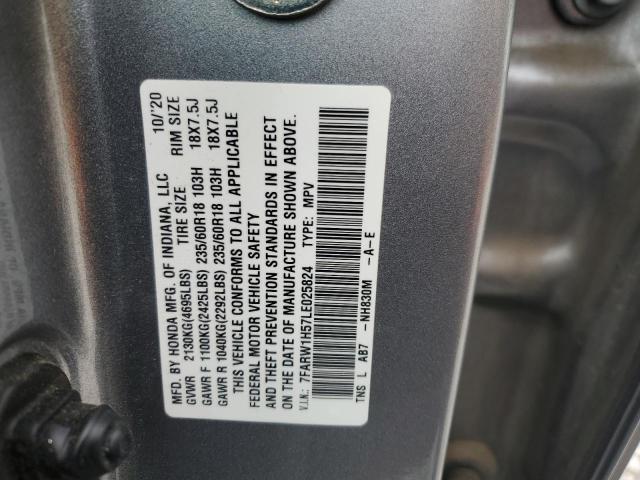 MFD. BY HONDA MFG. OF INDIANA, LLC 10/'20
GVWR 2130KG(4695LBS) TIRE SIZE RIM SIZE
GAWR F 1100KG(2425LBS) 235/60R18 103H 18X7.5J
GAWR R 1040KG(2292LBS) 235/60R18 103H 18X7.5J
THIS VEHICLE CONFORMS TO ALL APPLICABLE
FEDERAL MOTOR VEHICLE SAFETY
AND THEFT PREVENTION STANDARDS IN EFFECT
ON THE DATE OF MANUFACTURE SHOWN ABOVE.
V.I.N.: 7FARW1H57LE025824 TYPE: MPV
TNS L AB7 -NH830M -A-E